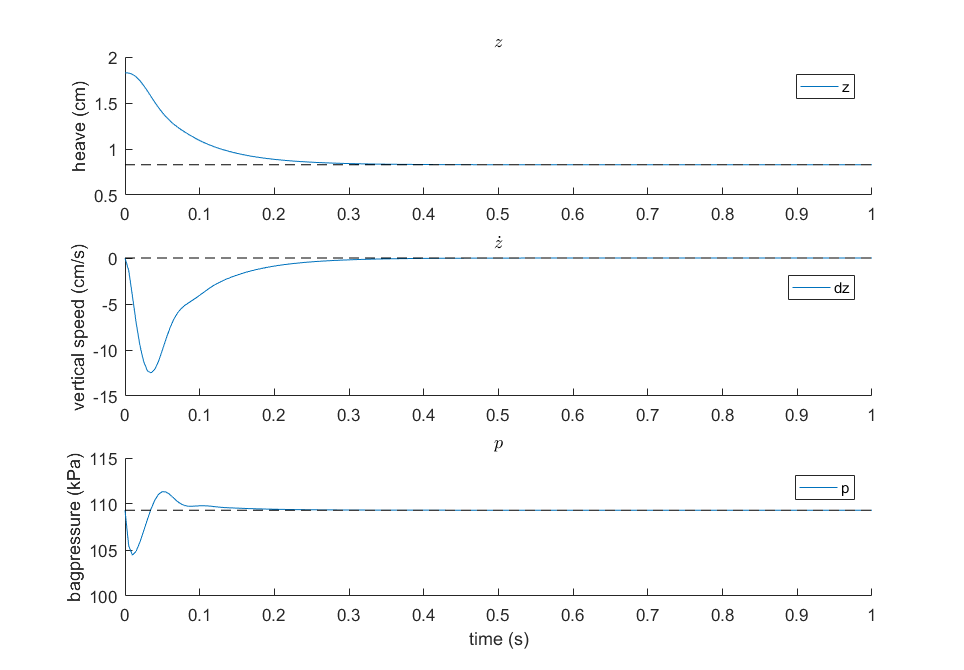 z
heave (cm)
2
1.5
1
0.5
z
0 0.1 0.2 0.3 0.4 0.5 0.6 0.7 0.8 0.9 1
ż
vertical speed (cm/s)
0
-5
-10
-15
dz
0 0.1 0.2 0.3 0.4 0.5 0.6 0.7 0.8 0.9 1
p
bagpressure (kPa)
115
110
105
100
p
0 0.1 0.2 0.3 0.4 0.5 0.6 0.7 0.8 0.9 1
time (s)